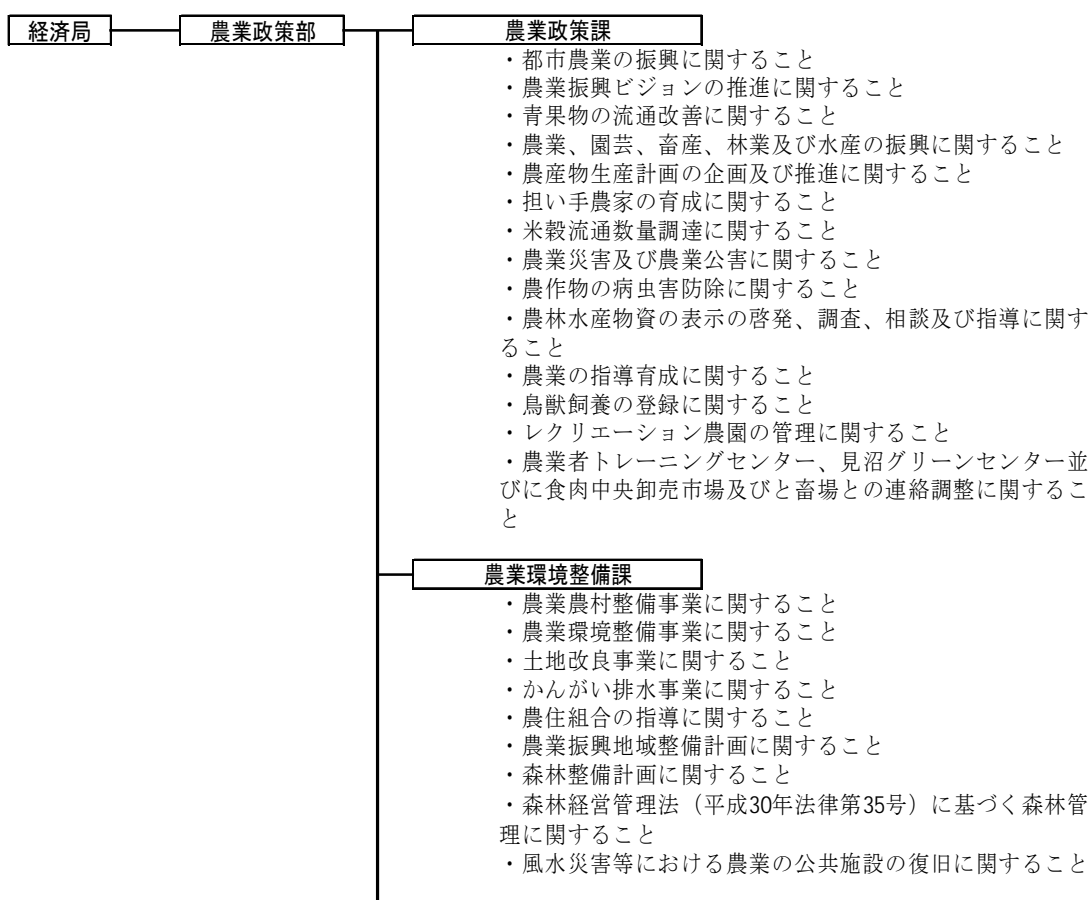 経済局 農業政策部 農業政策課
・都市農業の振興に関すること
・農業振興ビジョンの推進に関すること
・青果物の流通改善に関すること
・農業、園芸、畜産、林業及び水産の振興に関すること
・農産物生産計画の企画及び推進に関すること
・担い手農家の育成に関すること
・米穀流通数量調達に関すること
・農業災害及び農業公害に関すること
・農作物の病虫害防除に関すること
・農林水産物資の表示の啓発、調査、相談及び指導に関す
ること
・農業の指導育成に関すること
・鳥獣飼養の登録に関すること
・レクリエーション農園の管理に関すること
・農業者トレーニングセンター、見沼グリーンセンター並
びに食肉中央卸売市場及びと畜場との連絡調整に関するこ
と
農業環境整備課
・農業農村整備事業に関すること
・農業環境整備事業に関すること
・土地改良事業に関すること
・かんがい排水事業に関すること
・農住組合の指導に関すること
・農業振興地域整備計画に関すること
・森林整備計画に関すること
・森林経営管理法（平成30年法律第35号）に基づく森林管
理に関すること
・風水災害等における農業の公共施設の復旧に関すること